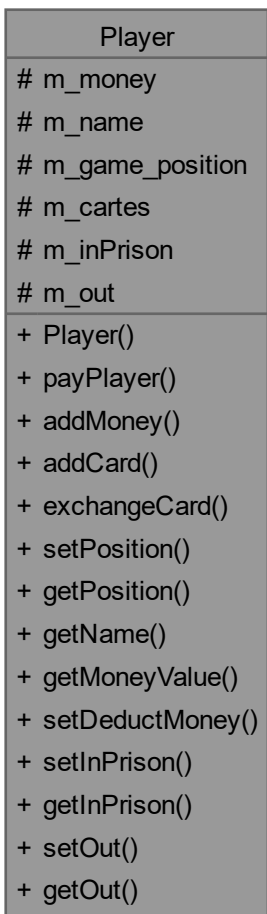 Player
# m_money
# m_name
# m_game_position
# m_cartes
# m_inPrison
# m_out
+ Player()
+ payPlayer()
+ addMoney()
+ addCard()
+ exchangeCard()
+ setPosition()
+ getPosition()
+ getName()
+ getMoneyValue()
+ setDeductMoney()
+ setInPrison()
+ getInPrison()
+ setOut()
+ getOut()